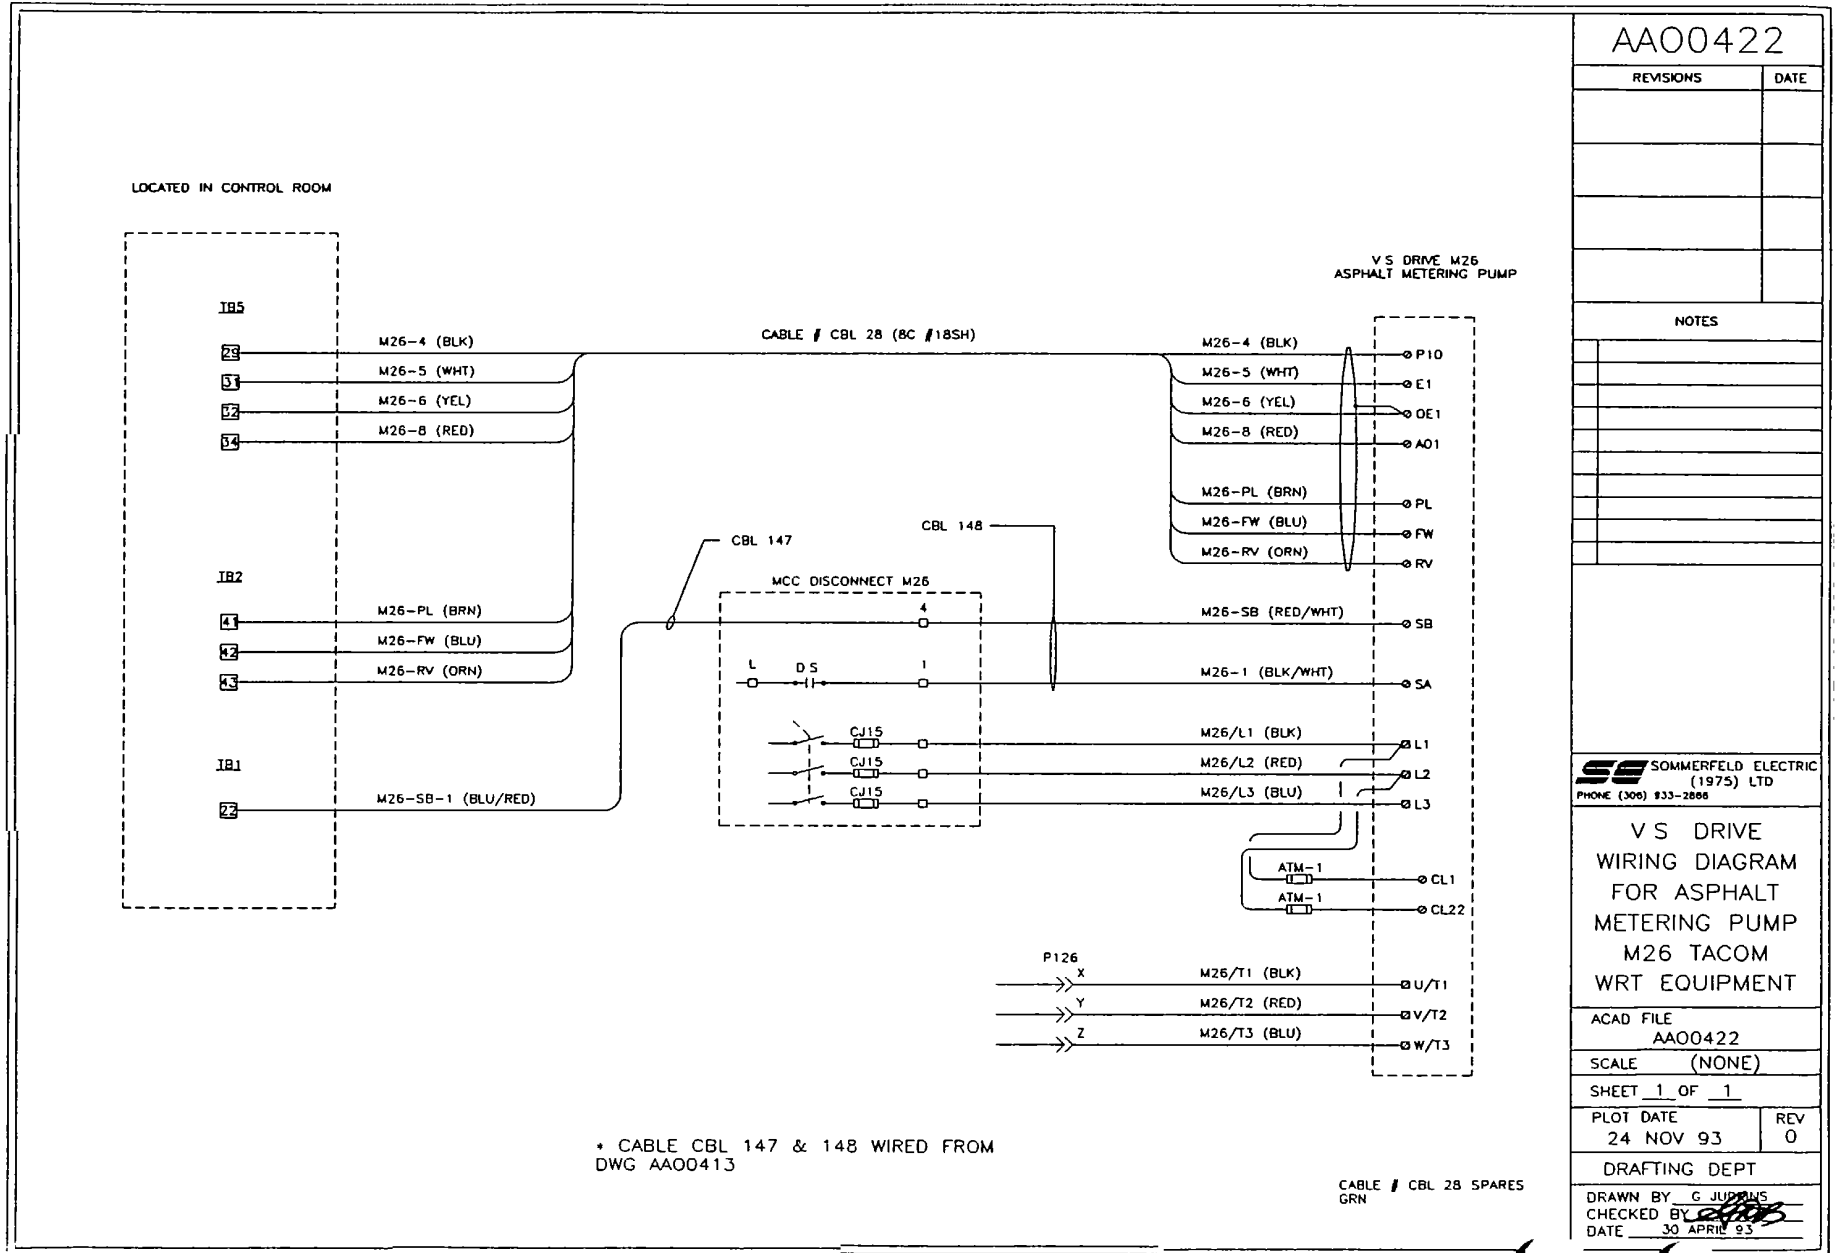 AAO0422
REVISIONS DATE
LOCATED IN CONTROL ROOM
V S DRIVE M26
ASPHALT METERING PUMP
TB5
29 M26-4 (BLK)
31 M26-5 (WHT)
32 M26-6 (YEL)
34 M26-8 (RED)
CABLE # CBL 28 (8C #18SH)
M26-4 (BLK) P10
M26-5 (WHT) E1
M26-6 (YEL) OE1
M26-8 (RED) AO1
M26-PL (BRN) PL
M26-FW (BLU) FW
M26-RV (ORN) RV
CBL 147
CBL 148
TB2
41 M26-PL (BRN)
42 M26-FW (BLU)
43 M26-RV (ORN)
MCC DISCONNECT M26
4 M26-SB (RED/WHT) SB
L D S 1 M26-1 (BLK/WHT) SA
CJ15 M26/L1 (BLK) L1
CJ15 M26/L2 (RED) L2
CJ15 M26/L3 (BLU) L3
TB1
22 M26-SB-1 (BLU/RED)
ATM-1 CL1
ATM-1 CL22
P126
X M26/T1 (BLK) U/T1
Y M26/T2 (RED) V/T2
Z M26/T3 (BLU) W/T3
* CABLE CBL 147 & 148 WIRED FROM
DWG AAO0413
CABLE # CBL 28 SPARES
GRN
NOTES
SOMMERFELD ELECTRIC
(1975) LTD
PHONE (306)
V S DRIVE
WIRING DIAGRAM
FOR ASPHALT
METERING PUMP
M26 TACOM
WRT EQUIPMENT
ACAD FILE
AAO0422
SCALE (NONE)
SHEET 1 OF 1
PLOT DATE REV
24 NOV 93 0
DRAFTING DEPT
DRAWN BY G
CHECKED BY
DATE 30 APRIL 93